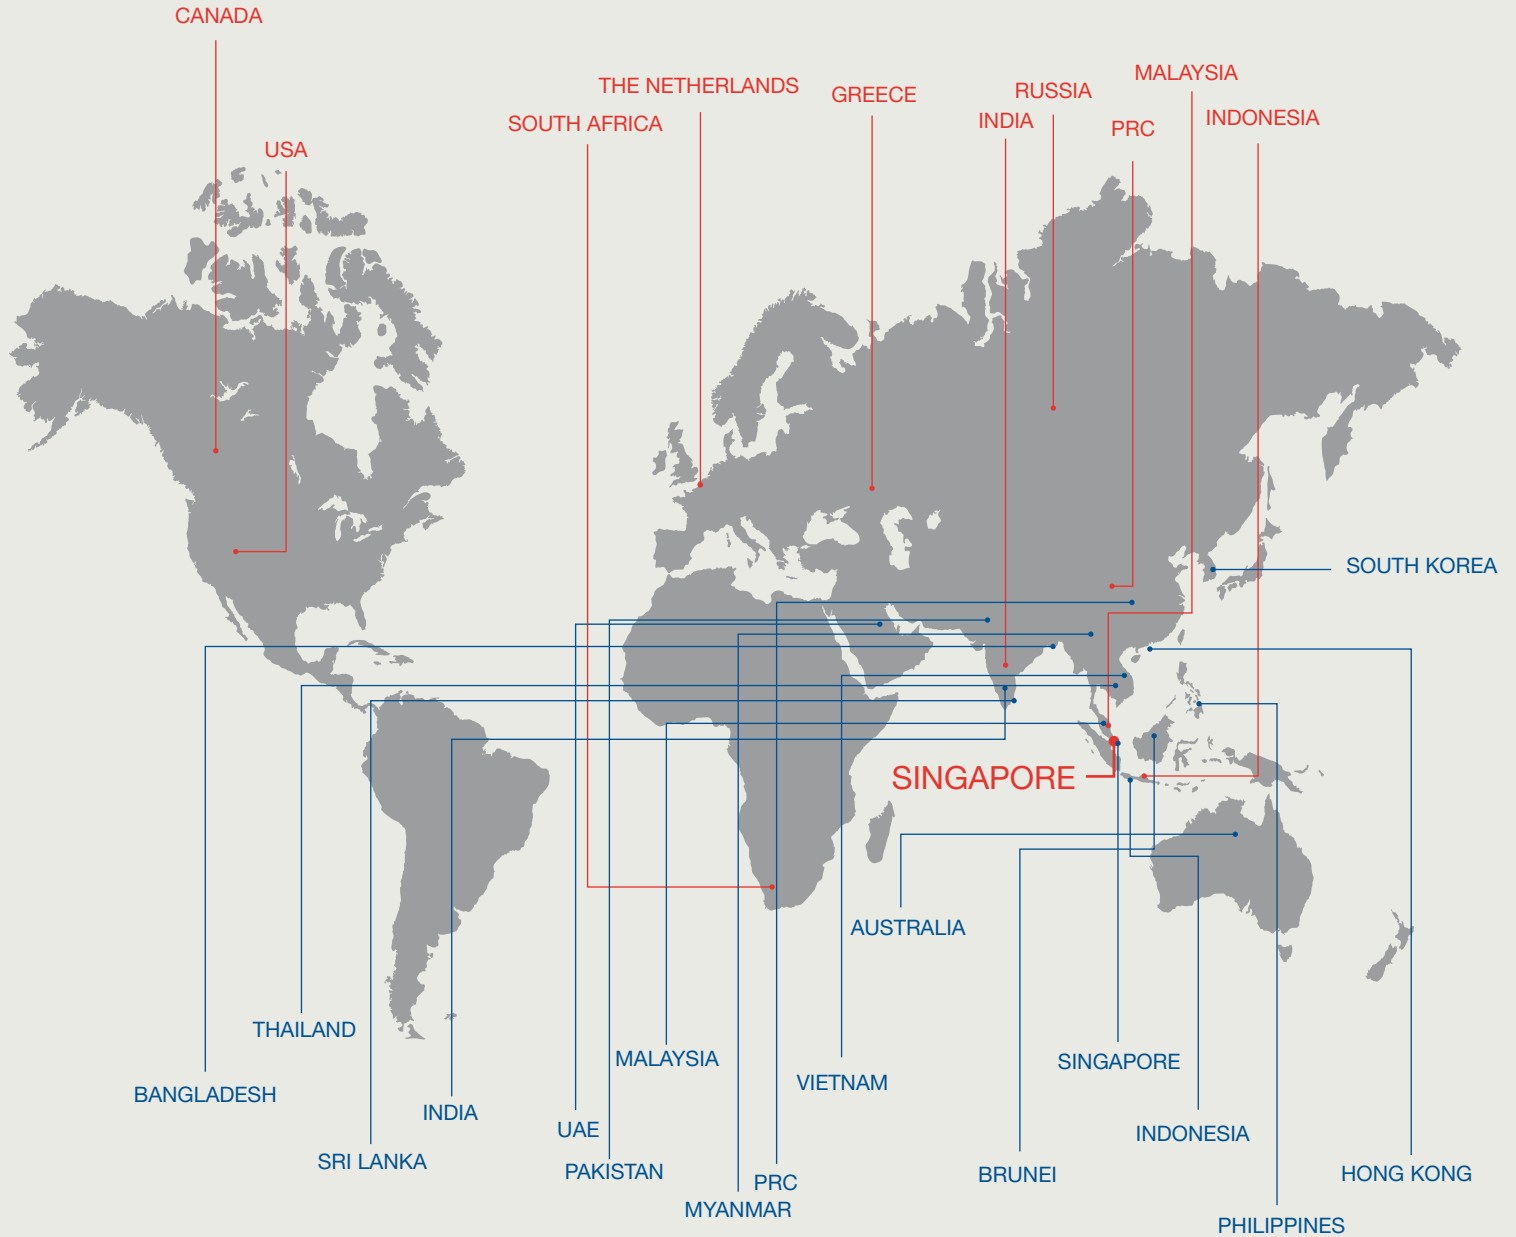 CANADA
MALAYSIA
THE NETHERLANDS
RUSSIA
GREECE
INDONESIA
INDIA
SOUTH AFRICA
PRC
USA
SOUTH KOREA
SINGAPORE
AUSTRALIA
THAILAND
MALAYSIA
SINGAPORE
VIETNAM
BANGLADESH
INDIA
UAE
INDONESIA
SRI LANKA
PAKISTAN
HONG KONG
BRUNEI
PRC
MYANMAR
PHILIPPINES